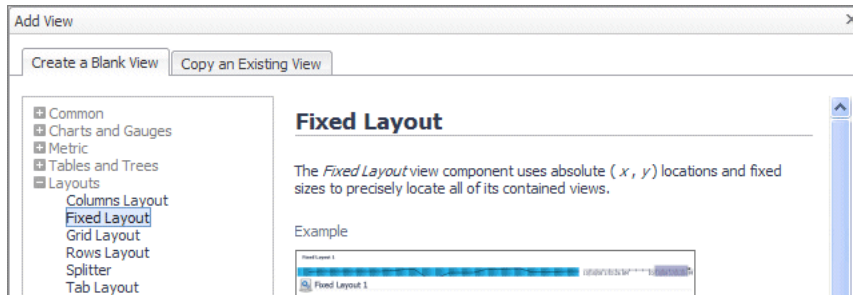 Add View
Create a Blank View
Copy an Existing View
Common
Charts and Gauges
Metric
Tables and Trees
Layouts
Columns Layout
Fixed Layout
Grid Layout
Rows Layout
Splitter
Tab Layout
Fixed Layout
The Fixed Layout view component uses absolute ( x , y ) locations and fixed
sizes to precisely locate all of its contained views.
Example
Fixed Layout 1
Fixed Layout 1